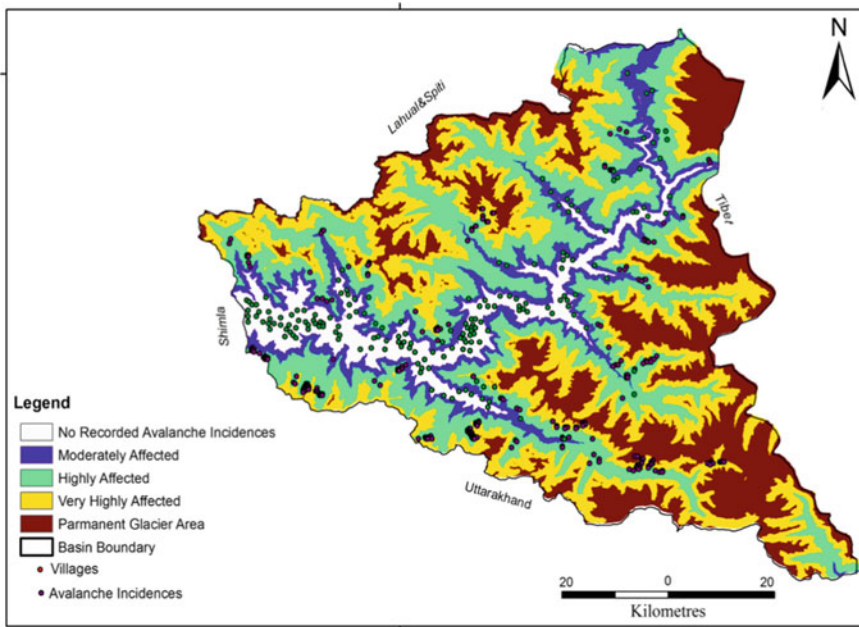 N
Lahual&Spiti
Tibet
Shimla
Uttarakhand
Legend
No Recorded Avalanche Incidences
Moderately Affected
Highly Affected
Very Highly Affected
Parmanent Glacier Area
Basin Boundary
Villages
Avalanche Incidences
20 0 20
Kilometres